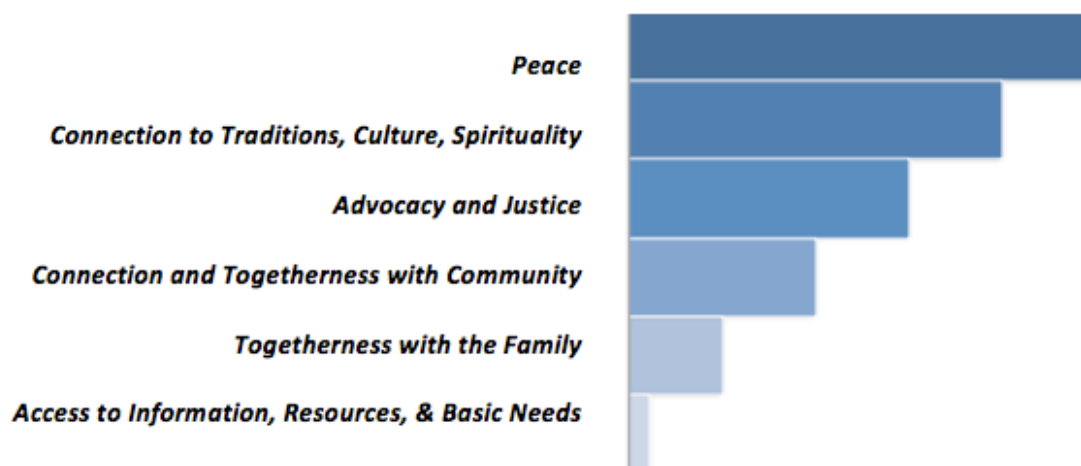 Peace
Connection to Traditions, Culture, Spirituality
Advocacy and Justice
Connection and Togetherness with Community
Togetherness with the Family
Access to Information, Resources, & Basic Needs